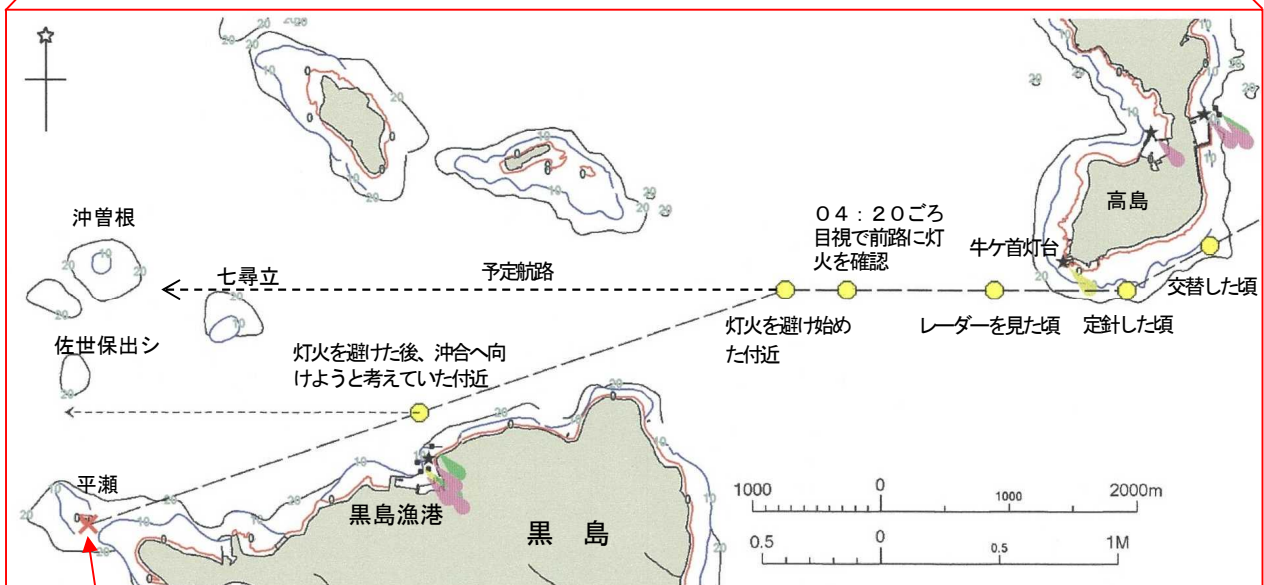 沖曽根
七尋立
佐世保出シ
予定航路
04:20ごろ
目視で前路に灯
火を確認
牛ケ首灯台
高島
交替した頃
灯火を避け始め
た付近
レーダーを見た頃
定針した頃
灯火を避けた後、沖合へ向
けようと考えていた付近
平瀬
黒島漁港
黒 島
1000 0 1000 2000m
0.5 0 0.5 1M